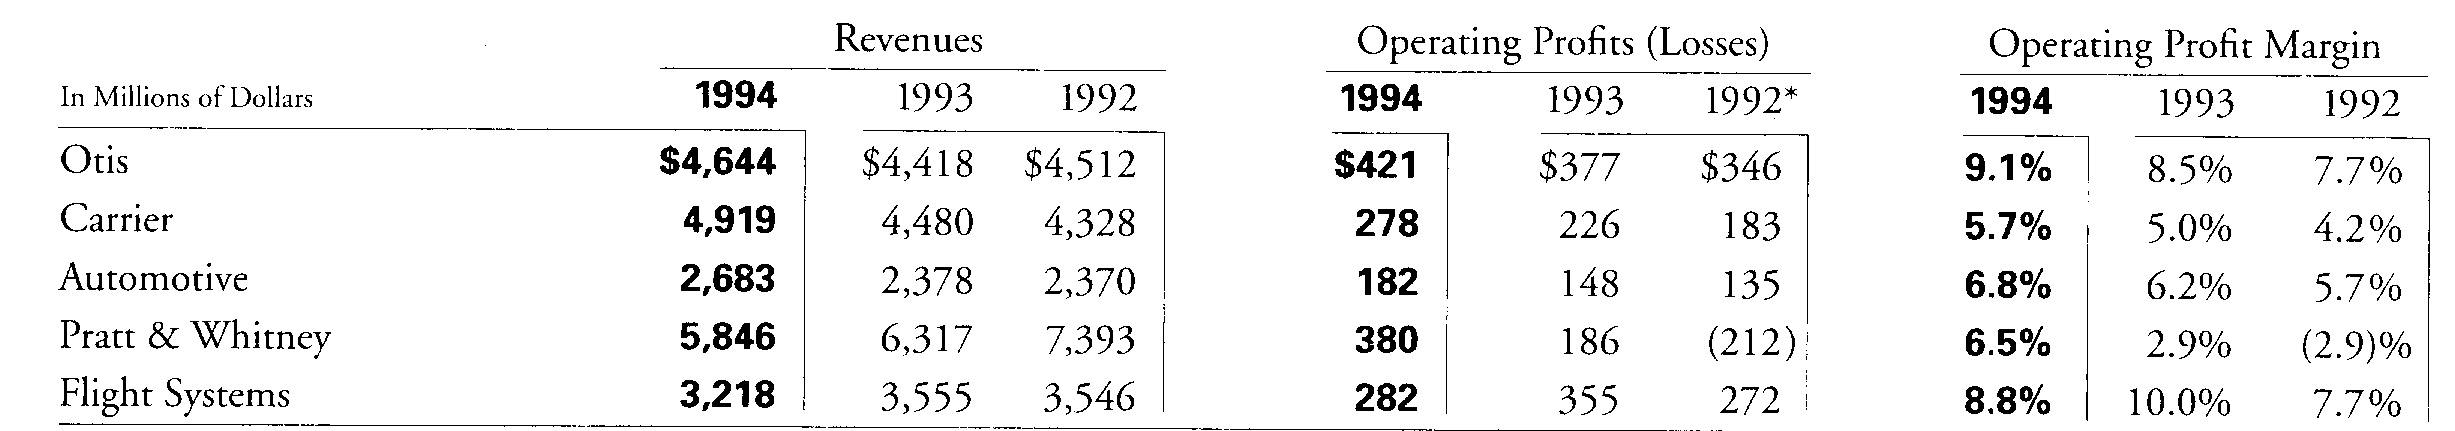 Revenues Operating Profits (Losses) Operating Profit Margin
In Millions of Dollars 1994 1993 1992 1994 1993 1992* 1994 1993 1992
Otis $4,644 $4,418 $4,512 $421 $377 $346 9.1% 8.5% 7.7%
Carrier 4,919 4,480 4,328 278 226 183 5.7% 5.0% 4.2%
Automotive 2,683 2,378 2,370 182 148 135 6.8% 6.2% 5.7%
Pratt & Whitney 5,846 6,317 7,393 380 186 (212) 6.5% 2.9% (2.9)%
Flight Systems 3,218 3,555 3,546 282 355 272 8.8% 10.0% 7.7%